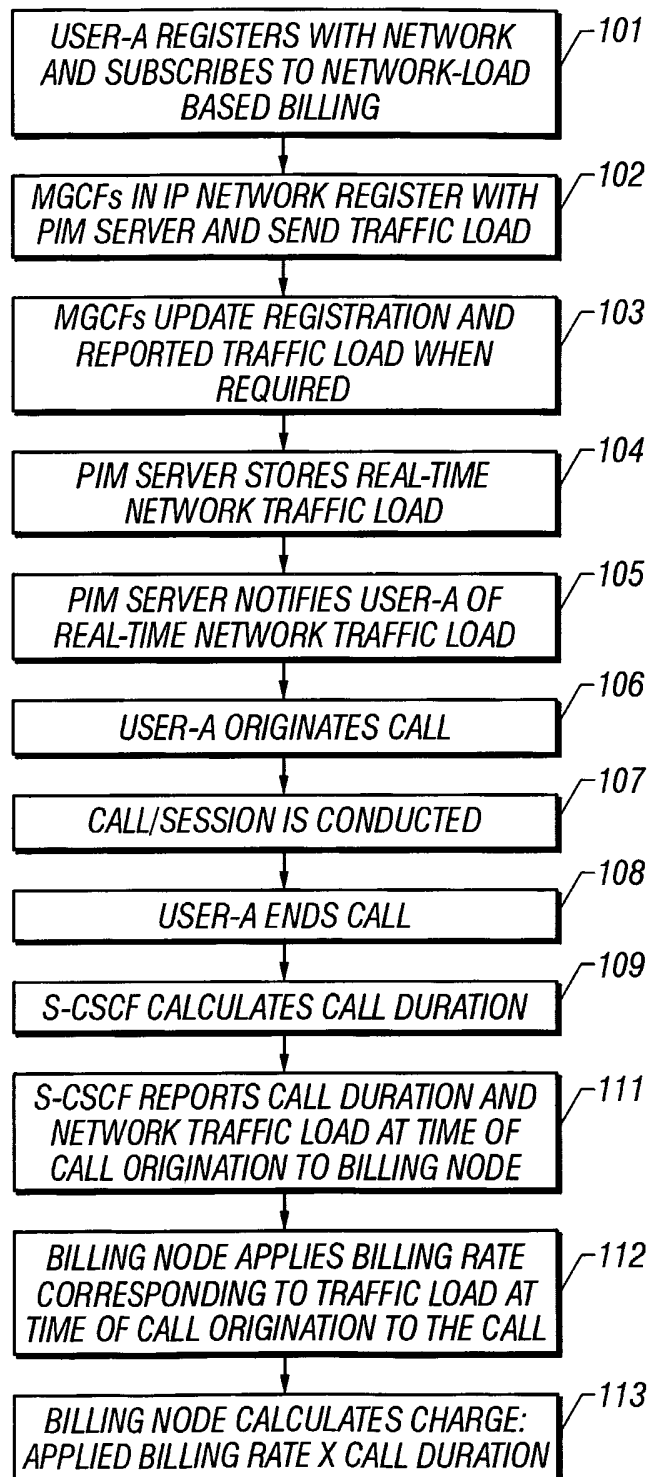 USER-A REGISTERS WITH NETWORK
AND SUBSCRIBES TO NETWORK-LOAD
BASED BILLING
101
MGCFs IN IP NETWORK REGISTER WITH
PIM SERVER AND SEND TRAFFIC LOAD
102
MGCFs UPDATE REGISTRATION AND
REPORTED TRAFFIC LOAD WHEN
REQUIRED
103
PIM SERVER STORES REAL-TIME
NETWORK TRAFFIC LOAD
104
PIM SERVER NOTIFIES USER-A OF
REAL-TIME NETWORK TRAFFIC LOAD
105
USER-A ORIGINATES CALL
106
CALL/SESSION IS CONDUCTED
107
USER-A ENDS CALL
108
S-CSCF CALCULATES CALL DURATION
109
S-CSCF REPORTS CALL DURATION AND
NETWORK TRAFFIC LOAD AT TIME OF
CALL ORIGINATION TO BILLING NODE
111
BILLING NODE APPLIES BILLING RATE
CORRESPONDING TO TRAFFIC LOAD AT
TIME OF CALL ORIGINATION TO THE CALL
112
BILLING NODE CALCULATES CHARGE:
APPLIED BILLING RATE X CALL DURATION
113